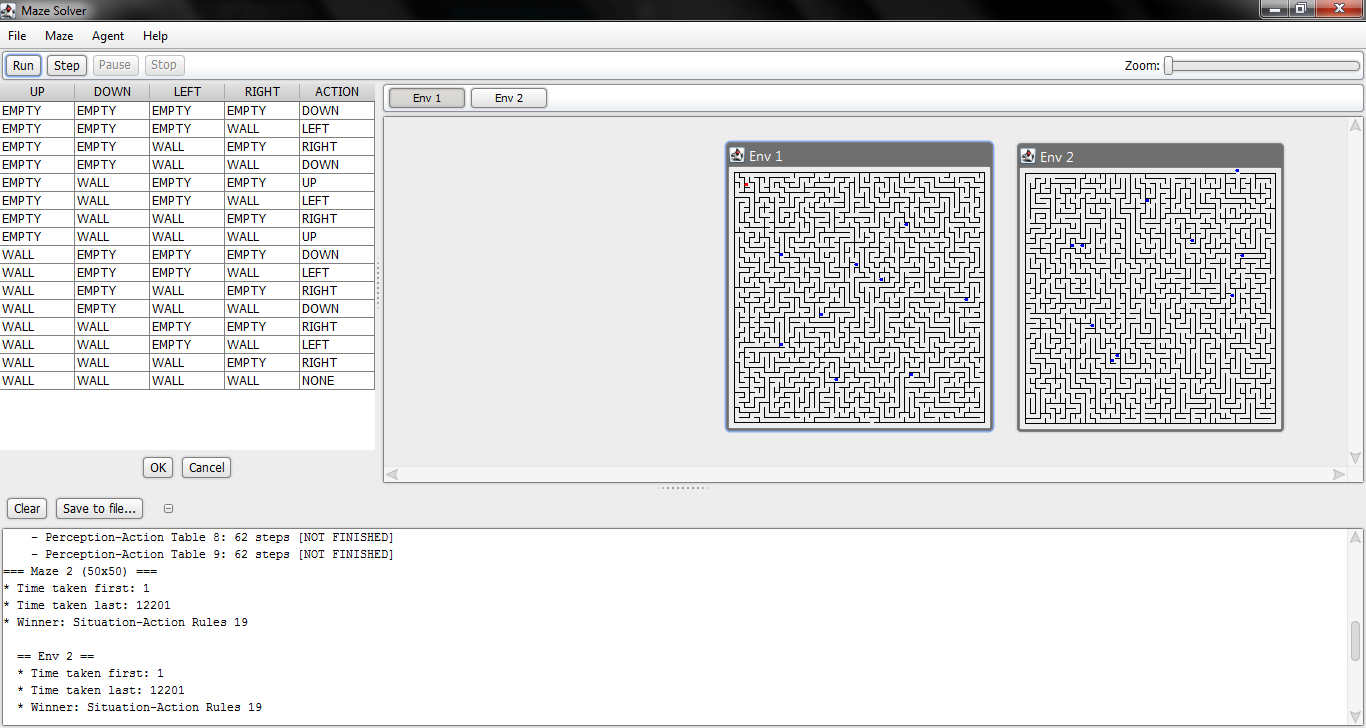 Maze Solver
File Maze Agent Help
Run Step Pause Stop Zoom:
UP DOWN LEFT RIGHT ACTION
EMPTY EMPTY EMPTY EMPTY DOWN
EMPTY EMPTY EMPTY WALL LEFT
EMPTY EMPTY WALL EMPTY RIGHT
EMPTY EMPTY WALL WALL DOWN
EMPTY WALL EMPTY EMPTY UP
EMPTY WALL EMPTY WALL LEFT
EMPTY WALL WALL EMPTY RIGHT
EMPTY WALL WALL WALL UP
WALL EMPTY EMPTY EMPTY DOWN
WALL EMPTY EMPTY WALL LEFT
WALL EMPTY WALL EMPTY RIGHT
WALL EMPTY WALL WALL DOWN
WALL WALL EMPTY EMPTY RIGHT
WALL WALL EMPTY WALL LEFT
WALL WALL WALL EMPTY RIGHT
WALL WALL WALL WALL NONE
OK Cancel
Env 1 Env 2
Env 1
Env 2
Clear Save to file...
- Perception-Action Table 8: 62 steps [NOT FINISHED]
- Perception-Action Table 9: 62 steps [NOT FINISHED]
=== Maze 2 (50x50) ===
* Time taken first: 1
* Time taken last: 12201
* Winner: Situation-Action Rules 19
== Env 2 ==
* Time taken first: 1
* Time taken last: 12201
* Winner: Situation-Action Rules 19